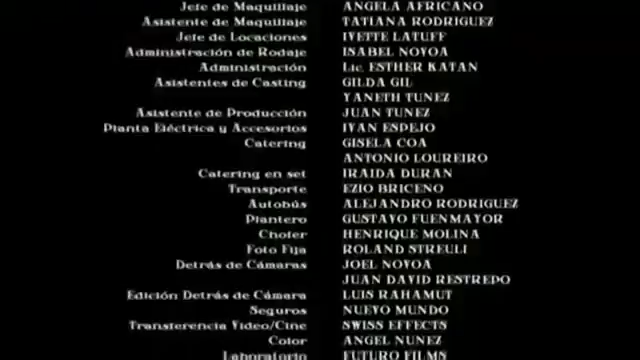 Jefe de Maquillaje ANGELA AFRICANO
Asistente de Maquillaje TATIANA RODRIGUEZ
Jefe de Locaciones IVETTE LATUFF
Administración de Rodaje ISABEL NOVOA
Administración Lic. ESTHER KATAN
Asistentes de Casting GILDA GIL
YANETH TUNEZ
Asistente de Producción JUAN TUNEZ
Planta Eléctrica y Accesorios IVAN ESPEJO
Catering GISELA COA
ANTONIO LOUREIRO
Catering en set IRAIDA DURAN
Transporte EZIO BRICENO
Autobús ALEJANDRO RODRIGUEZ
Plantero GUSTAVO FUENMAYOR
Chofer HENRIQUE MOLINA
Foto Fija ROLAND STREULI
Detrás de Cámaras JOEL NOVOA
JUAN DAVID RESTREDO
Edición Detrás de Cámara LUIS RAHAMUT
Seguros NUEVO MUNDO
Transferencia Video/Cine SWISS EFFECTS
Color ANGEL NUNEZ
Laboratorio FUTURO FILMS